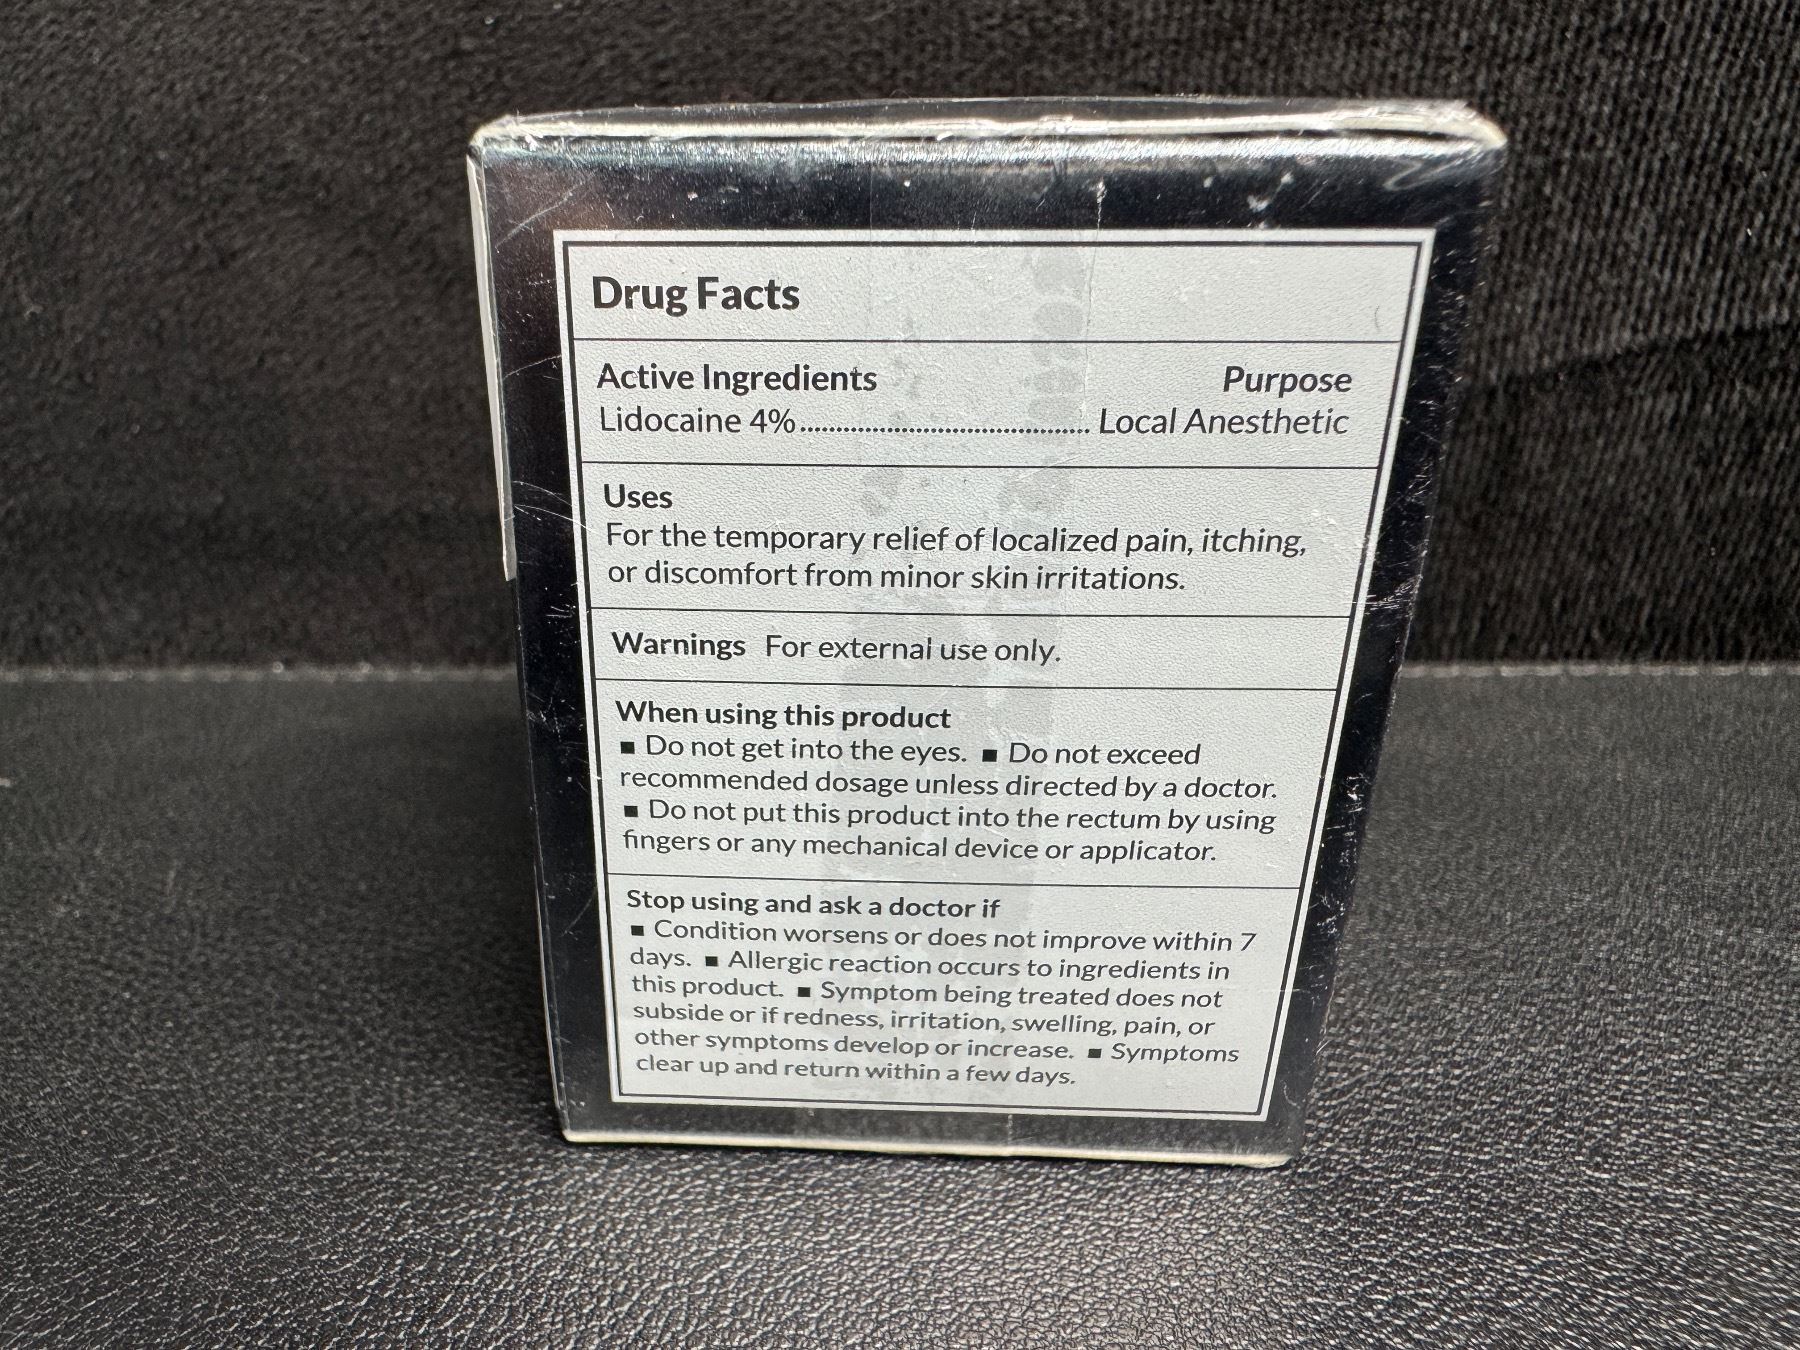 Drug Facts
Active Ingredients Purpose
Lidocaine 4%....................................... Local Anesthetic
Uses
For the temporary relief of localized pain, itching,
or discomfort from minor skin irritations.
Warnings For external use only.
When using this product
■ Do not get into the eyes. ■ Do not exceed
recommended dosage unless directed by a doctor.
■ Do not put this product into the rectum by using
fingers or any mechanical device or applicator.
Stop using and ask a doctor if
■ Condition worsens or does not improve within 7
days. ■ Allergic reaction occurs to ingredients in
this product. ■ Symptom being treated does not
subside or if redness, irritation, swelling, pain, or
other symptoms develop or increase. ■ Symptoms
clear up and return within a few days.